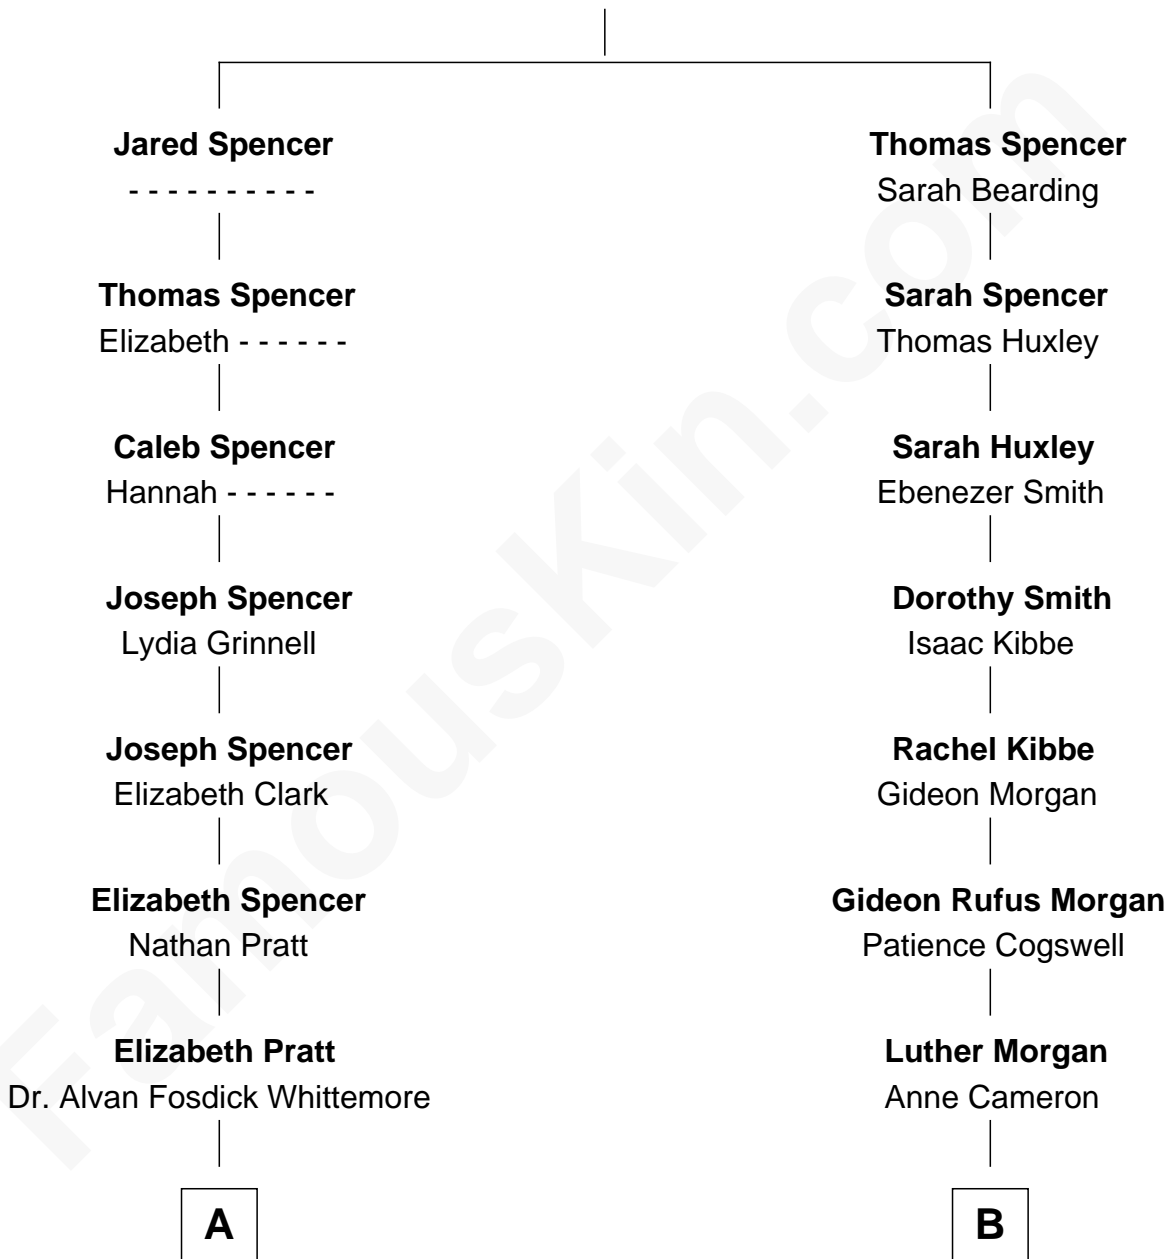 Jared Spencer
- - - - - - - - - -
Thomas Spencer
Elizabeth - - - - - -
Caleb Spencer
Hannah - - - - - -
Joseph Spencer
Lydia Grinnell
Joseph Spencer
Elizabeth Clark
Elizabeth Spencer
Nathan Pratt
Elizabeth Pratt
Dr. Alvan Fosdick Whittemore
A
Thomas Spencer
Sarah Bearding
Sarah Spencer
Thomas Huxley
Sarah Huxley
Ebenezer Smith
Dorothy Smith
Isaac Kibbe
Rachel Kibbe
Gideon Morgan
Gideon Rufus Morgan
Patience Cogswell
Luther Morgan
Anne Cameron
B
FamousKin.com